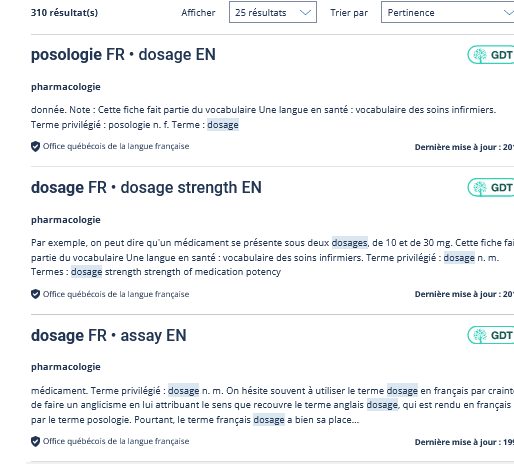 310 résultat(s) Afficher 25 résultats Trier par Pertinence
posologie FR • dosage EN GDT
pharmacologie
donnée. Note : Cette fiche fait partie du vocabulaire Une langue en santé : vocabulaire des soins infirmiers.
Terme privilégié : posologie n. f. Terme : dosage
Office québécois de la langue française Dernière mise à jour : 201
dosage FR • dosage strength EN GDT
pharmacologie
Par exemple, on peut dire qu'un médicament se présente sous deux dosages, de 10 et de 30 mg. Cette fiche fai
partie du vocabulaire Une langue en santé : vocabulaire des soins infirmiers. Terme privilégié : dosage n. m.
Termes : dosage strength strength of medication potency
Office québécois de la langue française Dernière mise à jour : 201
dosage FR • assay EN GDT
pharmacologie
médicament. Terme privilégié : dosage n. m. On hésite souvent à utiliser le terme dosage en français par craint
de faire un anglicisme en lui attribuant le sens que recouvre le terme anglais dosage, qui est rendu en français
par le terme posologie. Pourtant, le terme français dosage a bien sa place...
Office québécois de la langue française Dernière mise à jour : 199